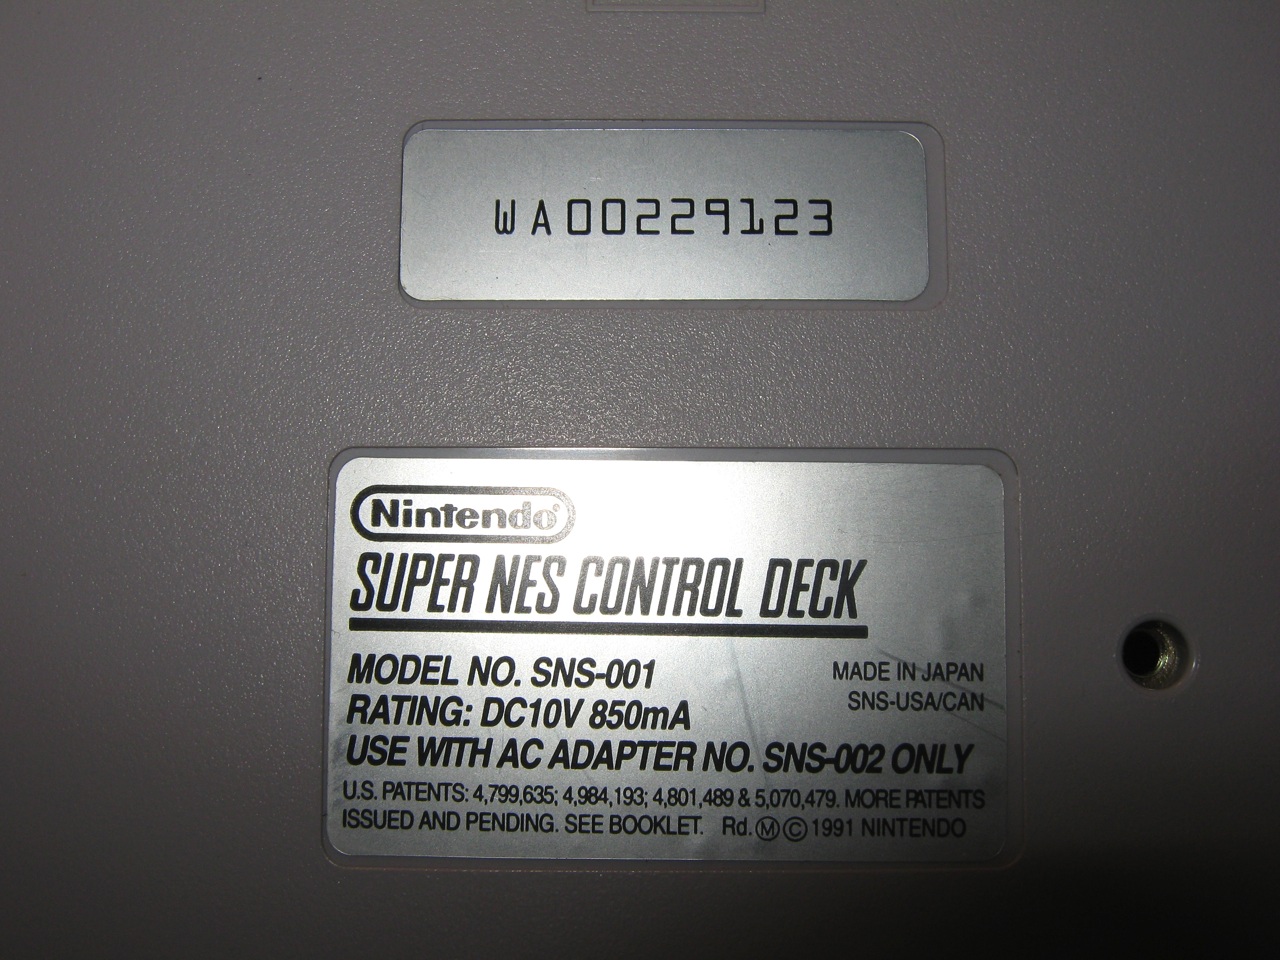 WA00229123
Nintendo®
SUPER NES CONTROL DECK
MODEL NO. SNS-001
MADE IN JAPAN
RATING: DC10V 850mA
SNS-USA/CAN
USE WITH AC ADAPTER NO. SNS-002 ONLY
U.S. PATENTS: 4,799,635; 4,984,193; 4,801,489 & 5,070,479. MORE PATENTS
ISSUED AND PENDING. SEE BOOKLET. Rd. Ⓜ © 1991 NINTENDO